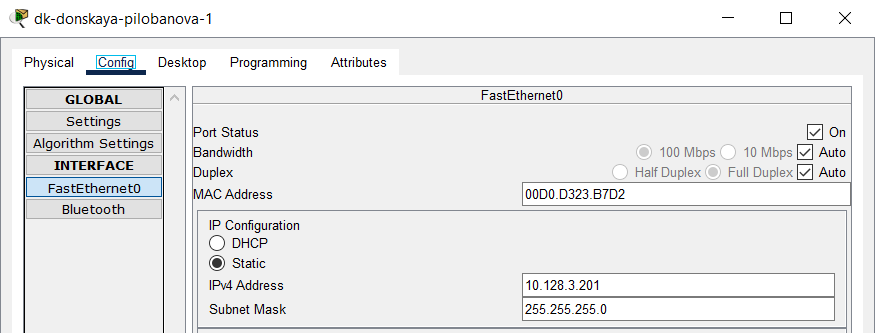 dk-donskaya-pilobanova-1
Physical Config Desktop Programming Attributes
GLOBAL
Settings
Algorithm Settings
INTERFACE
FastEthernet0
Bluetooth
FastEthernet0
Port Status On
Bandwidth 100 Mbps 10 Mbps Auto
Duplex Half Duplex Full Duplex Auto
MAC Address 00D0.D323.B7D2
IP Configuration
DHCP
Static
IPv4 Address 10.128.3.201
Subnet Mask 255.255.255.0